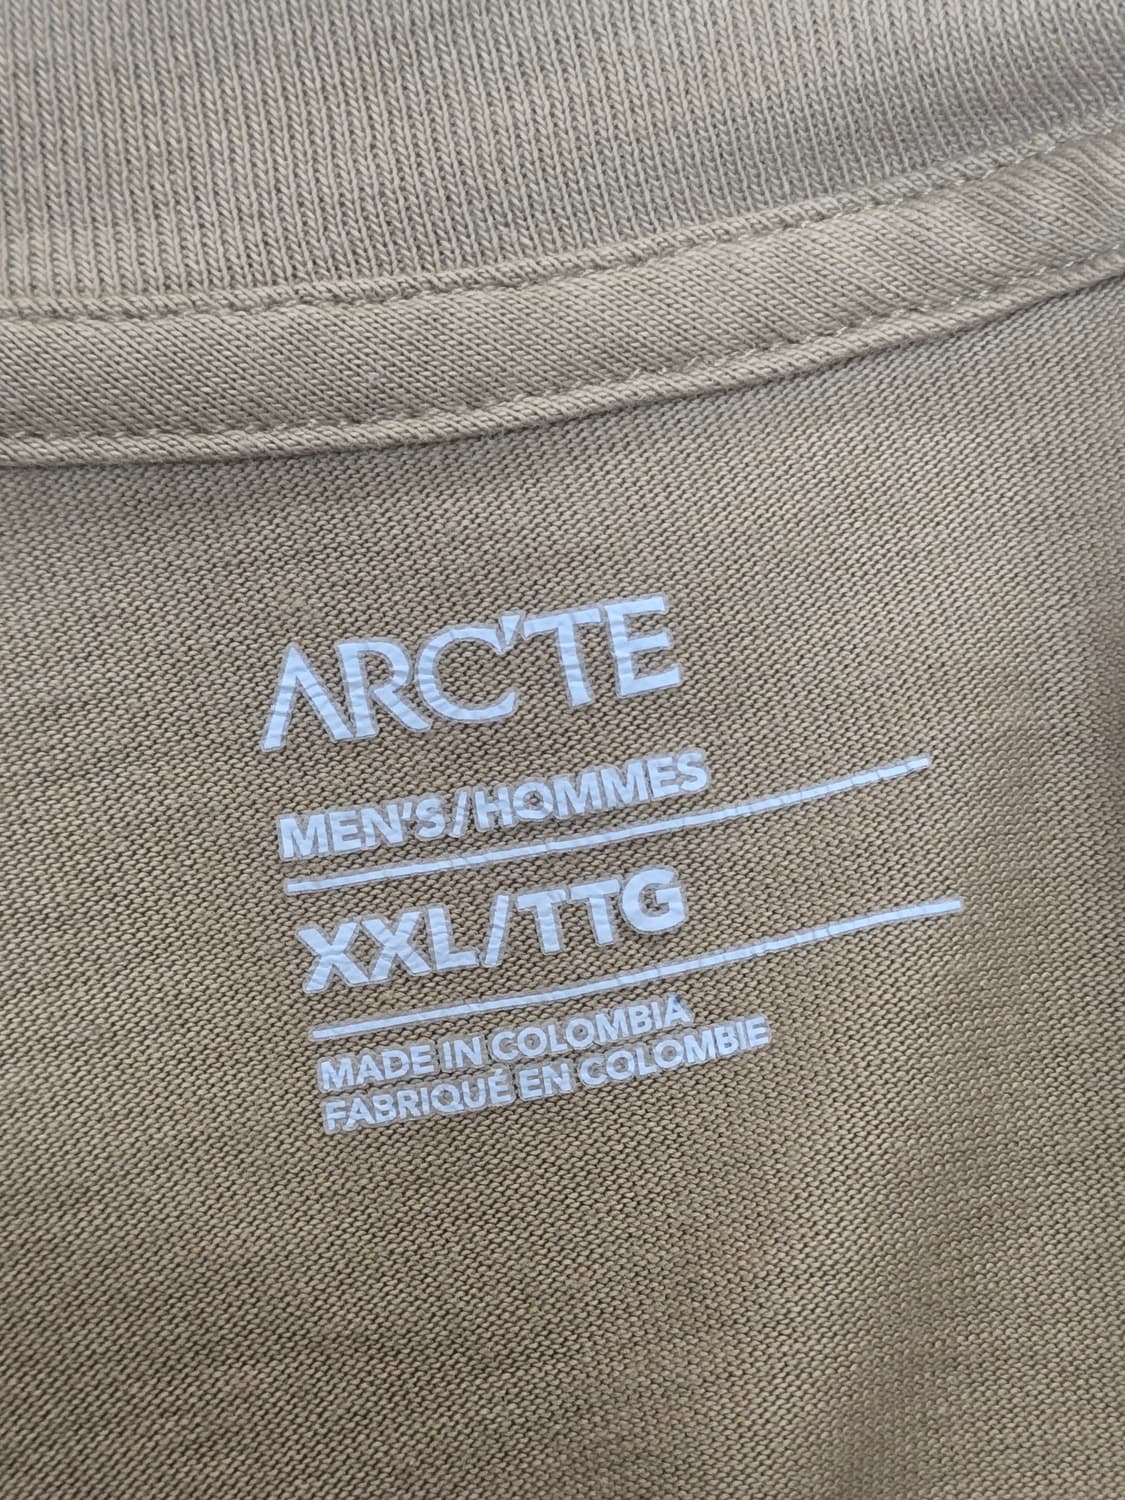 ARC'TE
MEN'S/HOMMES
XXL/TTG
MADE IN COLOMBIA
FABRIQUÉ EN COLOMBIE